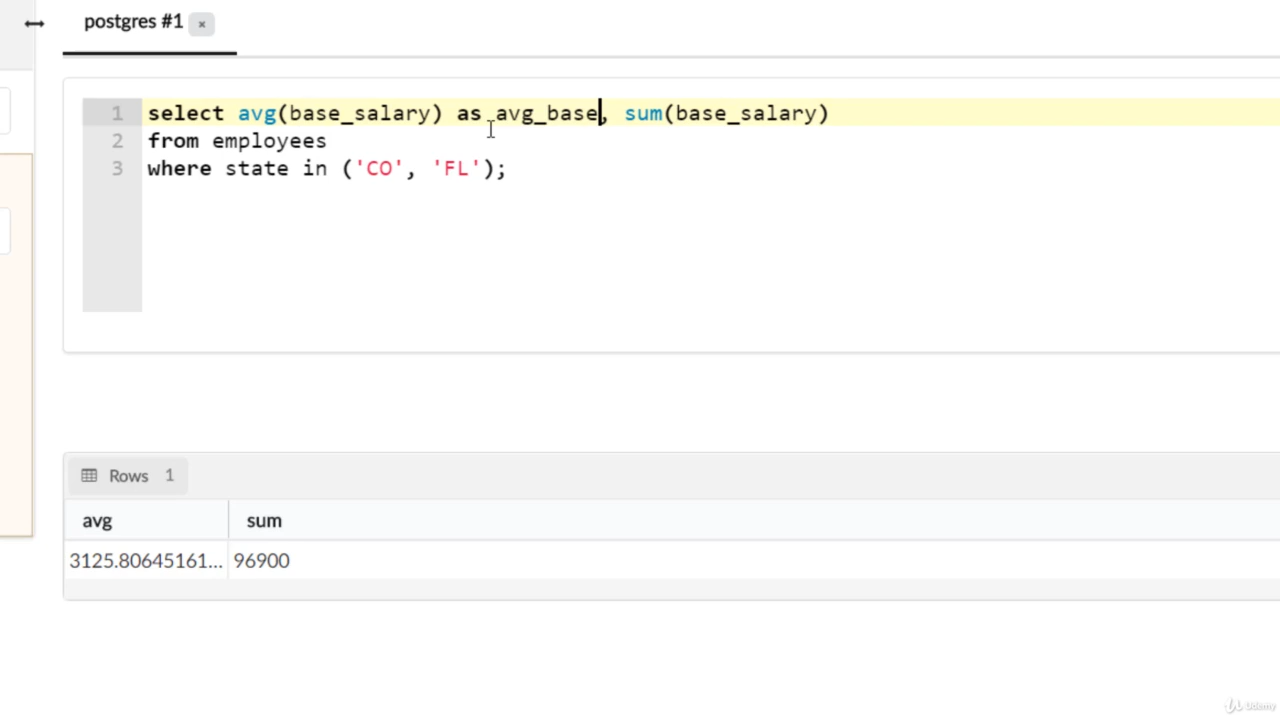 postgres #1 ×
1 select avg(base_salary) as avg_base, sum(base_salary)
2 from employees
3 where state in ('CO', 'FL');
Rows 1
avg sum
3125.80645161... 96900
Udemy